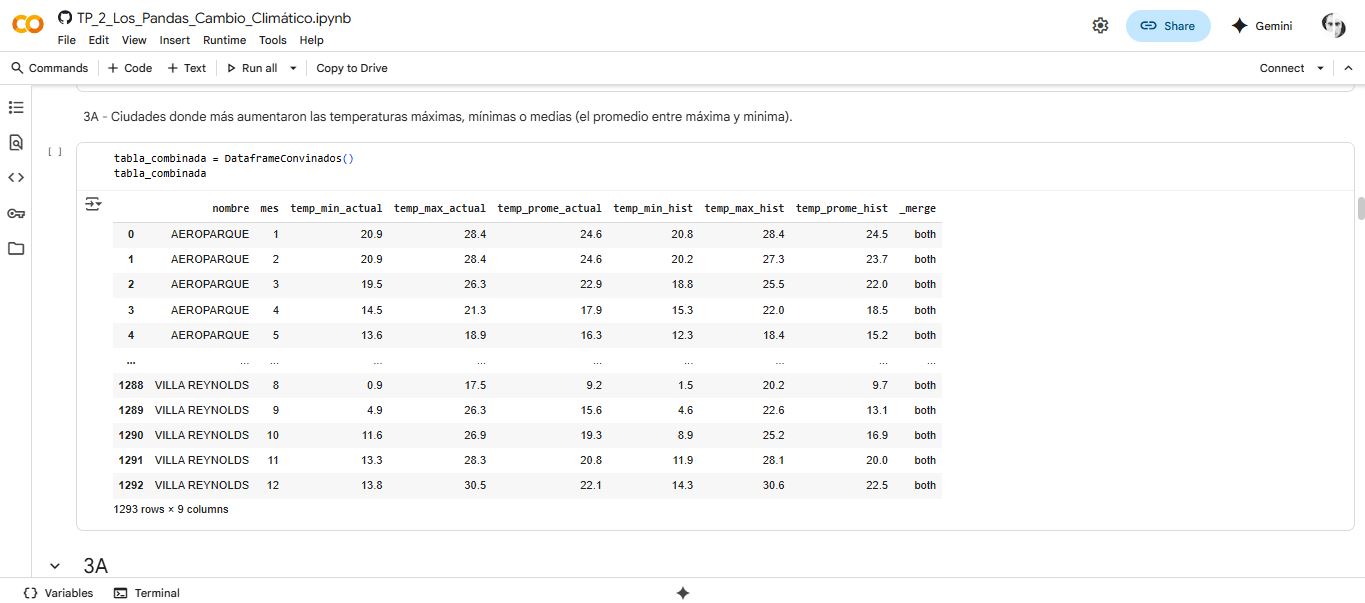 TP_2_Los_Pandas_Cambio_Climático.ipynb
File Edit View Insert Runtime Tools Help
Share
Gemini
Commands + Code + Text Run all Copy to Drive
Connect
3A - Ciudades donde más aumentaron las temperaturas máximas, mínimas o medias (el promedio entre máxima y minima).
[ ]
tabla_combinada = DataframeConvinados()
tabla_combinada
nombre mes temp_min_actual temp_max_actual temp_prome_actual temp_min_hist temp_max_hist temp_prome_hist _merge
0 AEROPARQUE 1 20.9 28.4 24.6 20.8 28.4 24.5 both
1 AEROPARQUE 2 20.9 28.4 24.6 20.2 27.3 23.7 both
2 AEROPARQUE 3 19.5 26.3 22.9 18.8 25.5 22.0 both
3 AEROPARQUE 4 14.5 21.3 17.9 15.3 22.0 18.5 both
4 AEROPARQUE 5 13.6 18.9 16.3 12.3 18.4 15.2 both
... ... ... ... ... ... ... ... ... ...
1288 VILLA REYNOLDS 8 0.9 17.5 9.2 1.5 20.2 9.7 both
1289 VILLA REYNOLDS 9 4.9 26.3 15.6 4.6 22.6 13.1 both
1290 VILLA REYNOLDS 10 11.6 26.9 19.3 8.9 25.2 16.9 both
1291 VILLA REYNOLDS 11 13.3 28.3 20.8 11.9 28.1 20.0 both
1292 VILLA REYNOLDS 12 13.8 30.5 22.1 14.3 30.6 22.5 both
1293 rows × 9 columns
3A
Variables Terminal